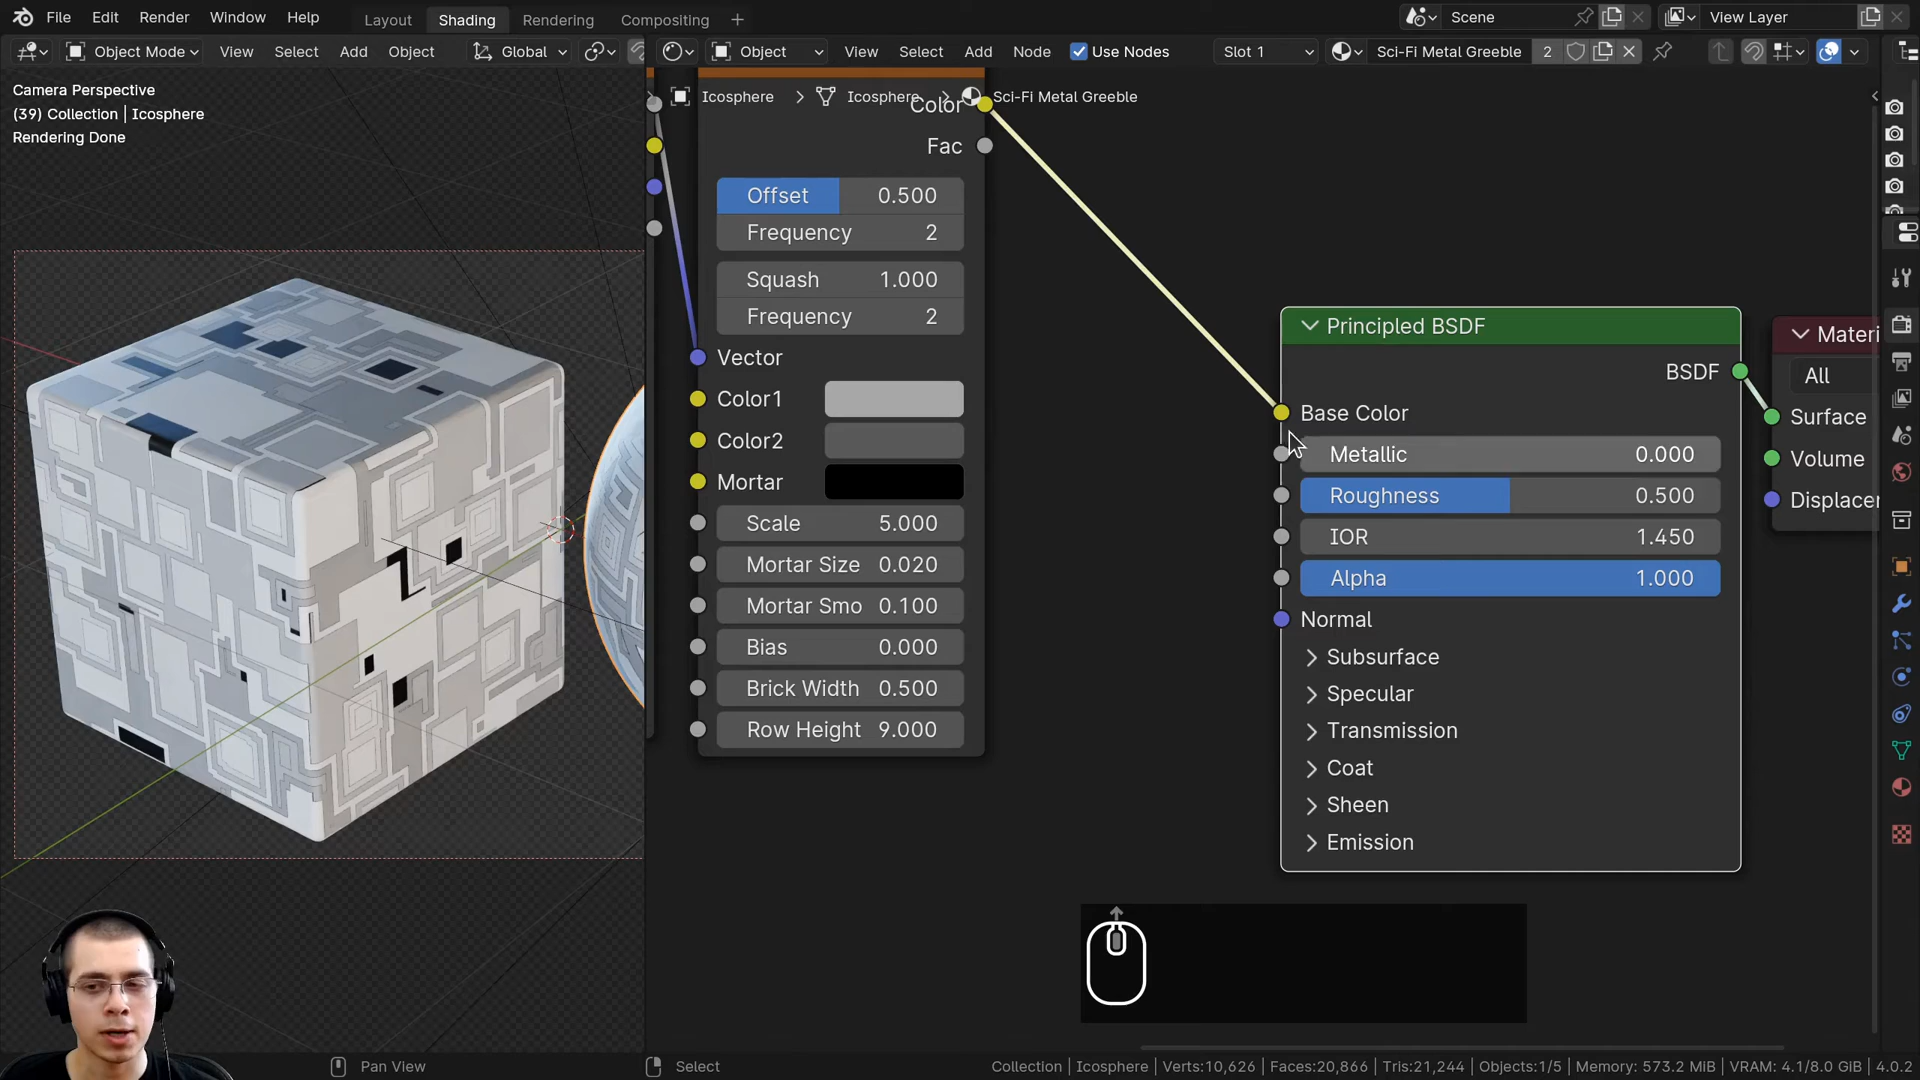 File Edit Render Window Help Layout Shading Rendering Compositing + Scene View Layer
Object Mode View Select Add Object Global Object View Select Add Node Use Nodes Slot 1 Sci-Fi Metal Greeble 2
Camera Perspective
(39) Collection | Icosphere
Rendering Done
Icosphere > Icosphere > Sci-Fi Metal Greeble
Color
Fac
Offset 0.500
Frequency 2
Squash 1.000
Frequency 2
Vector
Color1
Color2
Mortar
Scale 5.000
Mortar Size 0.020
Mortar Smo 0.100
Bias 0.000
Brick Width 0.500
Row Height 9.000
Principled BSDF
BSDF
Base Color
Metallic 0.000
Roughness 0.500
IOR 1.450
Alpha 1.000
Normal
Subsurface
Specular
Transmission
Coat
Sheen
Emission
Materi
All
Surface
Volume
Displacer
Pan View Select Collection | Icosphere | Verts:10,626 | Faces:20,866 | Tris:21,244 | Objects:1/5 | Memory: 573.2 MiB | VRAM: 4.1/8.0 GiB | 4.0.2